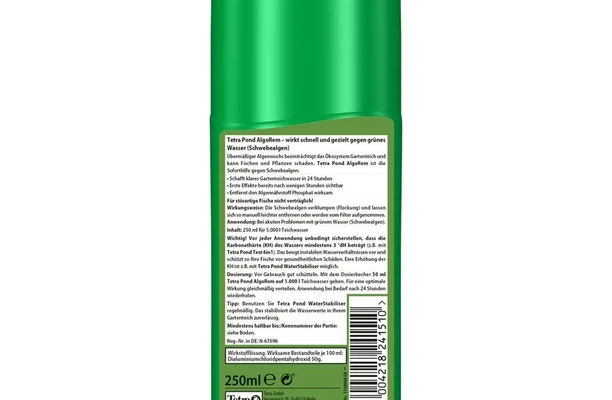 Tetra Pond AlgoRem – wirkt schnell und gezielt gegen grünes
Wasser (Schwebealgen)
Übermäßiger Algenwuchs beeinträchtigt das Ökosystem Gartenteich und
kann Fischen und Pflanzen schaden. Tetra Pond AlgoRem ist die
Soforthilfe gegen Schwebealgen.
• Schafft klares Gartenteichwasser in 24 Stunden
• Erste Effekte bereits nach wenigen Stunden sichtbar
• Entfernt den Algennährstoff Phosphat wirksam
Für störartige Fische nicht verträglich!
Wirkungsweise: Die Schwebealgen verklumpen (Flockung) und lassen
sich so manuell leichter entfernen oder werden vom Filter aufgenommen.
Anwendung: Bei akuten Problemen mit grünem Wasser (Schwebealgen).
Inhalt: 250 ml für 5.000 l Teichwasser
Wichtig! Vor jeder Anwendung unbedingt sicherstellen, dass die
Karbonathärte (KH) des Wassers mindestens 3 °dH beträgt (z.B. mit
Tetra Pond Test 6in1). Das beugt instabilen Wasserverhältnissen vor und
schützt so Ihre Fische vor gesundheitlichen Schäden. Eine Erhöhung der
KH ist z.B. mit Tetra Pond WaterStabiliser möglich.
Dosierung: Vor Gebrauch gut schütteln. Mit dem Dosierbecher 50 ml
Tetra Pond AlgoRem auf 1.000 l Teichwasser geben. Für eine optimale
Wirkung gleichmäßig verteilen. Anwendung bei Bedarf nach 24 Stunden
wiederholen.
Tipp: Benutzen Sie Tetra Pond WaterStabiliser
regelmäßig. Das stabilisiert die Wasserwerte in Ihrem
Gartenteich zuverlässig.
Mindestens haltbar bis:/Kennnummer der Partie:
siehe Boden.
Reg.-Nr. in DE: N-67696
Wirkstofflösung, Wirksame Bestandteile je 100 ml:
Dialuminiumchloridpentahydroxid 50g.
250ml e
Tetra
Tetra GmbH
004218 241510